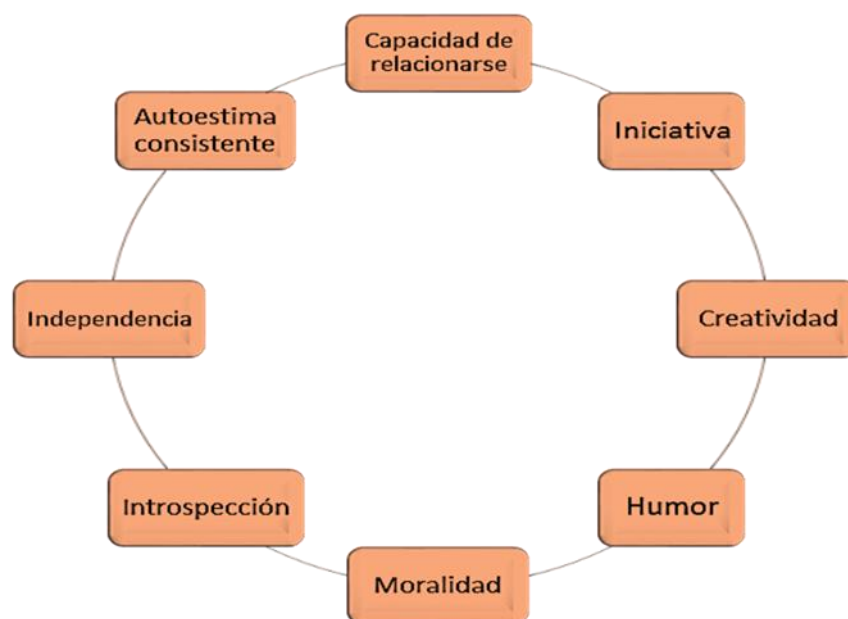 Capacidad de
relacionarse
Iniciativa
Creatividad
Humor
Moralidad
Introspección
Independencia
Autoestima
consistente